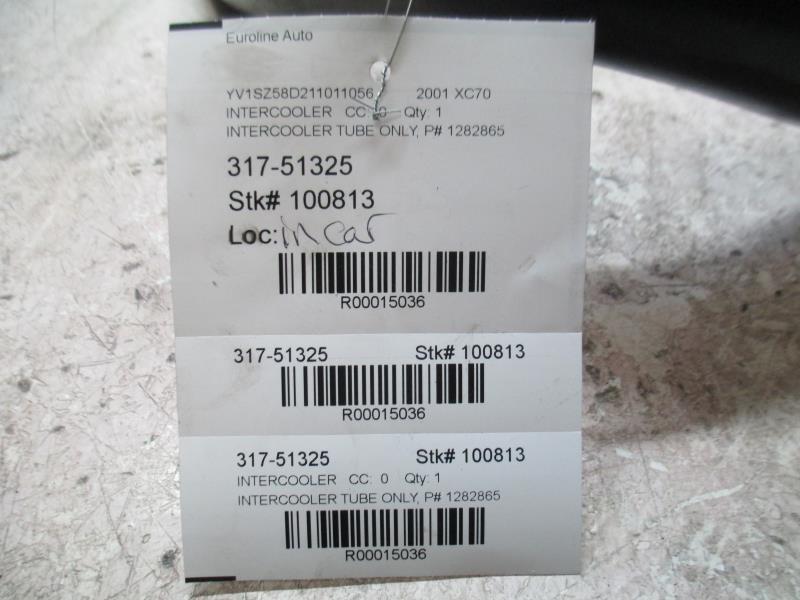 Euroline Auto
YV1SZ58D211011056 2001 XC70
INTERCOOLER CC: 0 Qty: 1
INTERCOOLER TUBE ONLY, P# 1282865
317-51325
Stk# 100813
Loc: in car
R00015036
317-51325 Stk# 100813
R00015036
317-51325 Stk# 100813
INTERCOOLER CC: 0 Qty: 1
INTERCOOLER TUBE ONLY, P# 1282865
R00015036